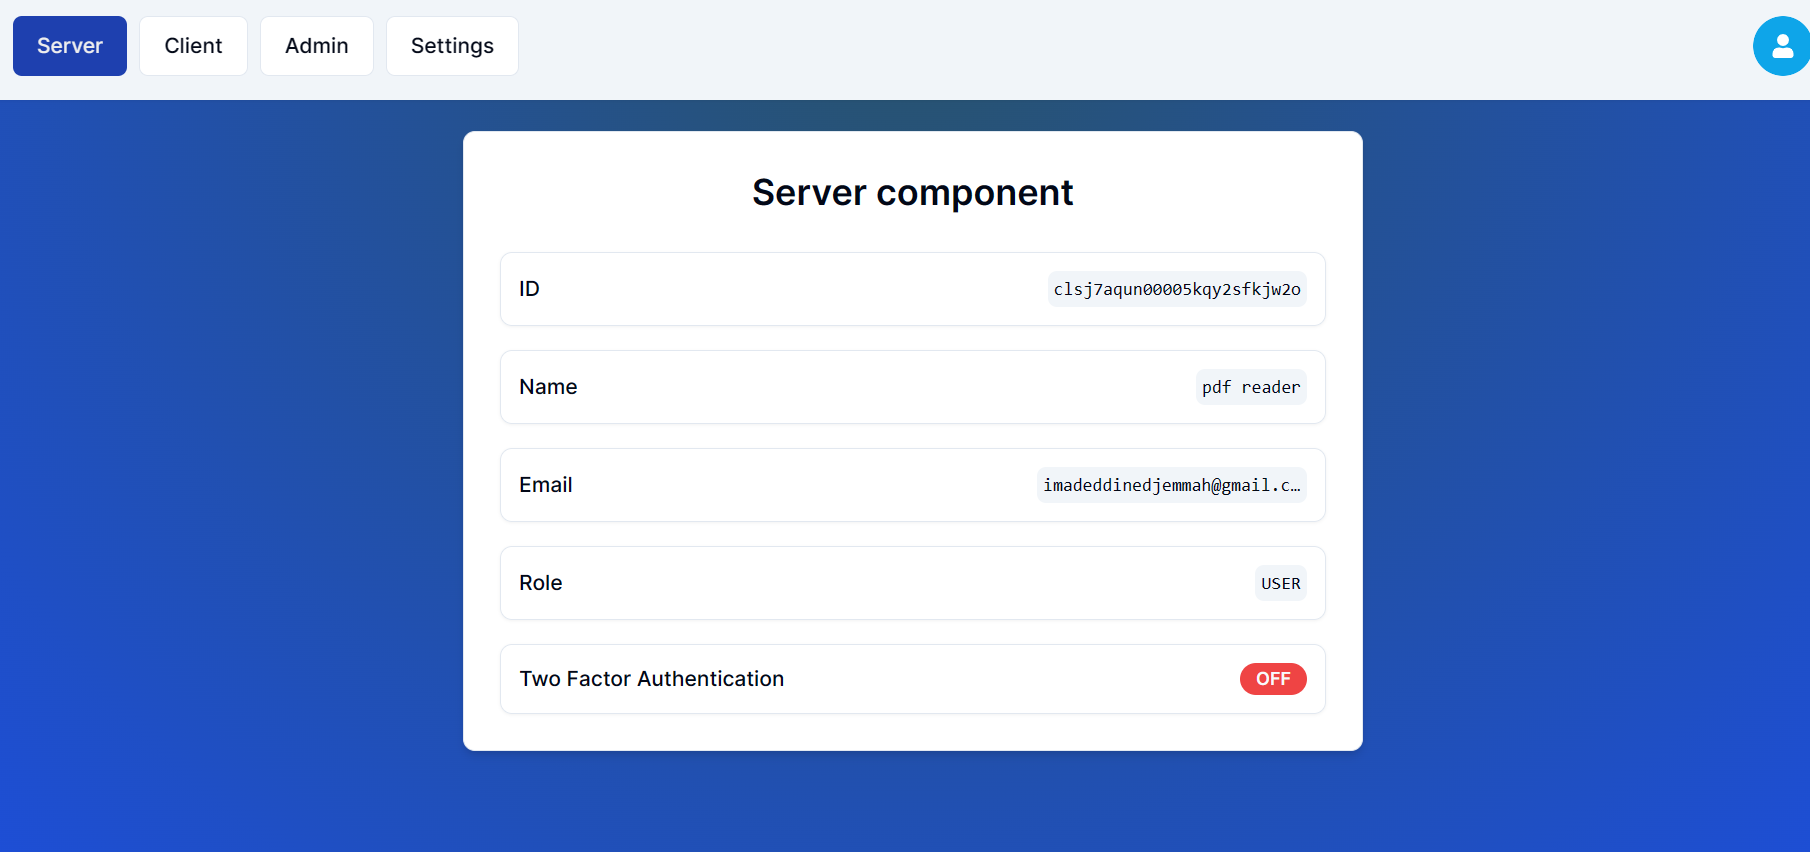 Server Client Admin Settings
Server component
ID clsj7aqun00005kqy2sfkjw2o
Name pdf reader
Email imadeddinedjemmah@gmail.c…
Role USER
Two Factor Authentication OFF